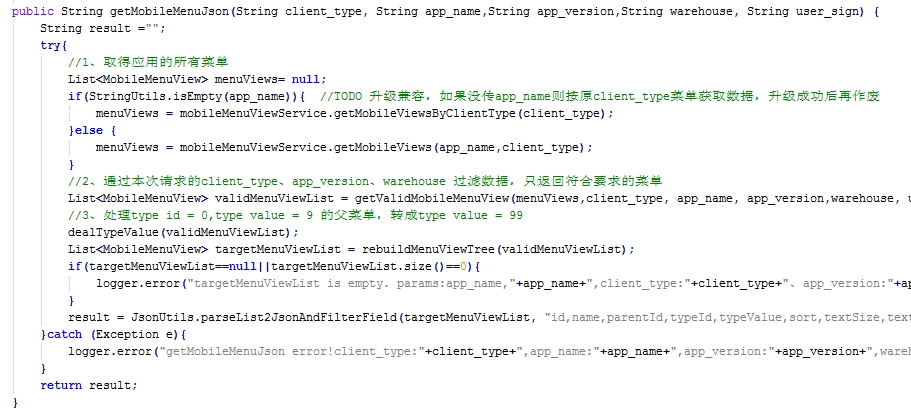 public String getMobileMenuJson(String client_type, String app_name,String app_version,String warehouse, String user_sign) {
String result ="";
try{
//1、取得应用的所有菜单
List<MobileMenuView> menuViews= null;
if(StringUtils.isEmpty(app_name)){ //TODO 升级兼容，如果没传app_name则按原client_type菜单获取数据，升级成功后再作废
menuViews = mobileMenuViewService.getMobileViewsByClientType(client_type);
}else {
menuViews = mobileMenuViewService.getMobileViews(app_name,client_type);
}
//2、通过本次请求的client_type、app_version、warehouse 过滤数据，只返回符合要求的菜单
List<MobileMenuView> validMenuViewList = getValidMobileMenuView(menuViews,client_type, app_name, app_version,warehouse, u
//3、处理type id = 0,type value = 9 的父菜单，转成type value = 99
dealTypeValue(validMenuViewList);
List<MobileMenuView> targetMenuViewList = rebuildMenuViewTree(validMenuViewList);
if(targetMenuViewList==null||targetMenuViewList.size()==0){
logger.error("targetMenuViewList is empty. params:app_name,"+app_name+",client_type:"+client_type+"、app_version:"+ap
}
result = JsonUtils.parseList2JsonAndFilterField(targetMenuViewList, "id,name,parentId,typeId,typeValue,sort,textSize,text
}catch (Exception e){
logger.error("getMobileMenuJson error!client_type:"+client_type+",app_name:"+app_name+",app_version:"+app_version+",wareh
}
return result;
}